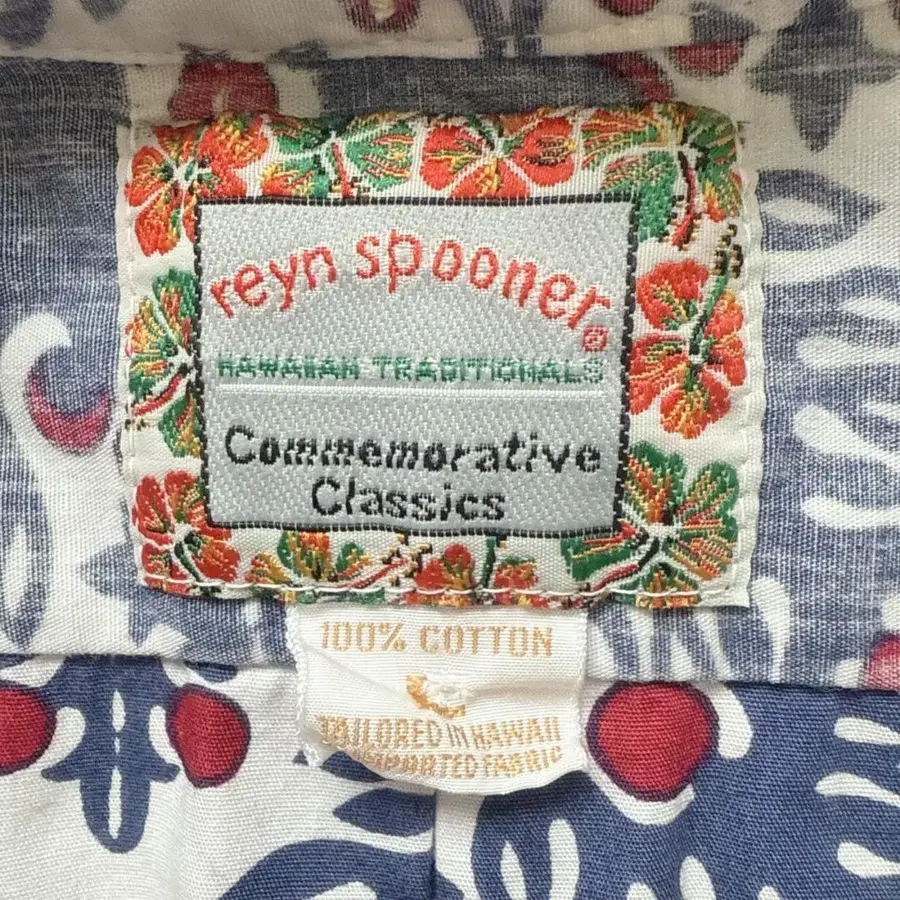 reyn spooner®
HAWAIIAN TRADITIONALS
Commemorative
Classics
100% COTTON
TAILORED IN HAWAII
IMPORTED FABRIC